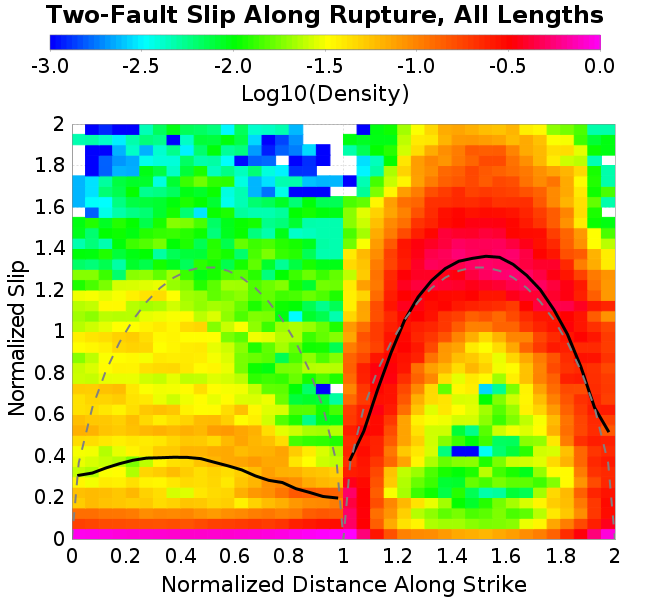 Two-Fault Slip Along Rupture, All Lengths
-3.0 -2.5 -2.0 -1.5 -1.0 -0.5 0.0
Log10(Density)
2
1.8
1.6
1.4
1.2
1
0.8
0.6
0.4
0.2
0
Normalized Slip
0 0.2 0.4 0.6 0.8 1 1.2 1.4 1.6 1.8 2
Normalized Distance Along Strike